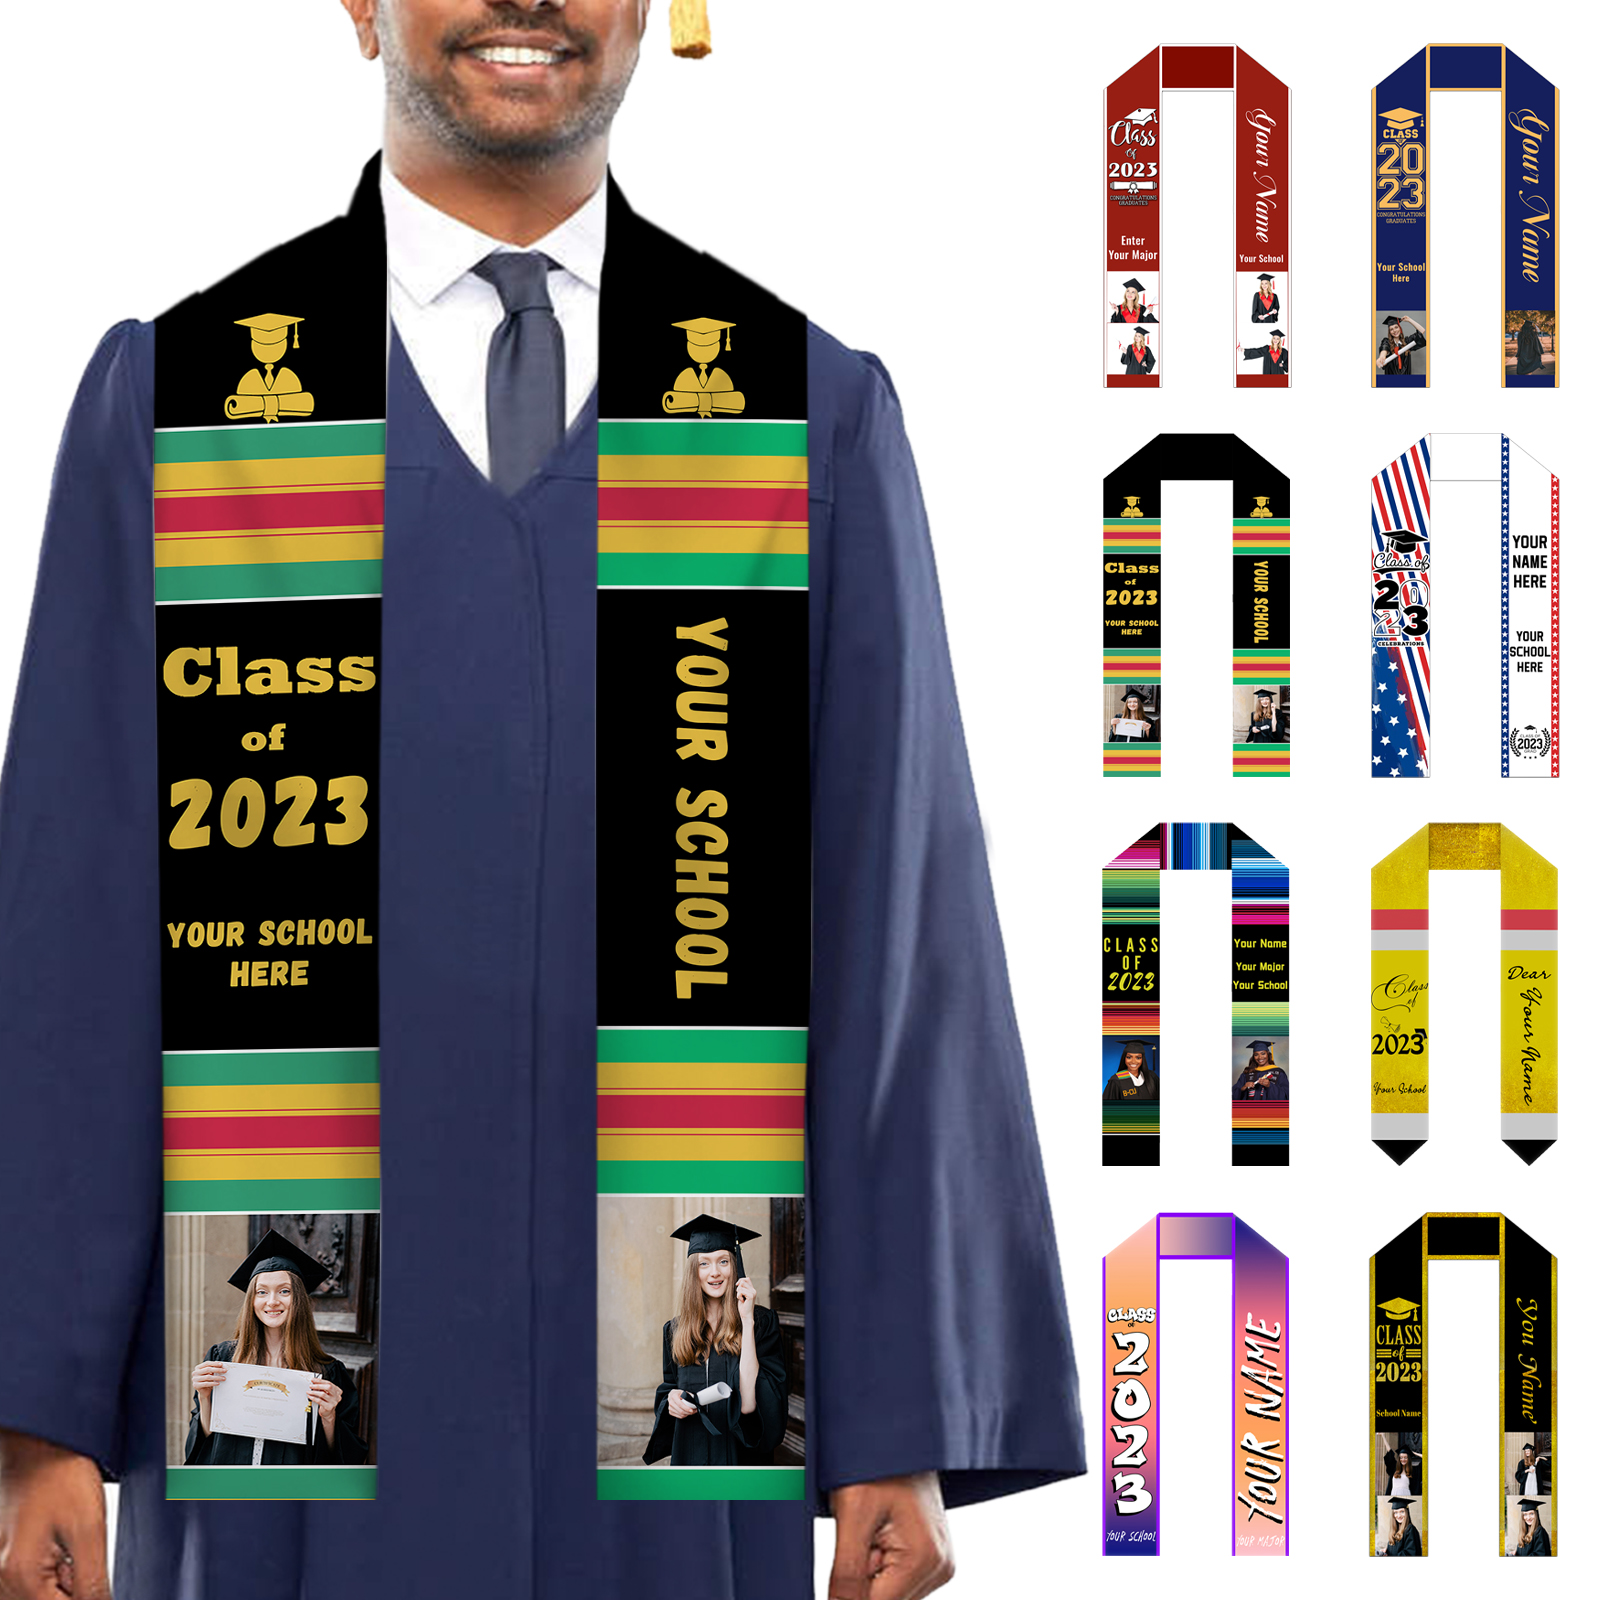 Class
of
2023
YOUR SCHOOL
HERE
YOUR SCHOOL
Class
Of
2023
CONGRATULATIONS
GRADUATES
Enter
Your Major
Your Name
Your School
CLASS
20
23
CONGRATULATIONS
GRADUATES
Your School
Here
Your Name
Class
of
2023
YOUR SCHOOL
HERE
YOUR SCHOOL
Class of
20
23
CELEBRATIONS
YOUR
NAME
HERE
YOUR
SCHOOL
HERE
CLASS OF
2023
GRAD
CLASS
OF
2023
Your Name
Your Major
Your School
Class
of
2023
Your School
Dear
Your Name
CLASS
of
2023
YOUR SCHOOL
YOUR NAME
YOUR MAJOR
CLASS
of
2023
School Name
You Name